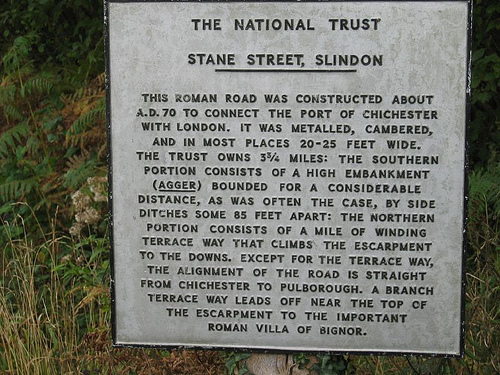 THE NATIONAL TRUST
STANE STREET, SLINDON
THIS ROMAN ROAD WAS CONSTRUCTED ABOUT
A.D. 70 TO CONNECT THE PORT OF CHICHESTER
WITH LONDON. IT WAS METALLED, CAMBERED,
AND IN MOST PLACES 20-25 FEET WIDE.
THE TRUST OWNS 3¾ MILES: THE SOUTHERN
PORTION CONSISTS OF A HIGH EMBANKMENT
(AGGER) BOUNDED FOR A CONSIDERABLE
DISTANCE, AS WAS OFTEN THE CASE, BY SIDE
DITCHES SOME 85 FEET APART: THE NORTHERN
PORTION CONSISTS OF A MILE OF WINDING
TERRACE WAY THAT CLIMBS THE ESCARPMENT
TO THE DOWNS. EXCEPT FOR THE TERRACE WAY,
THE ALIGNMENT OF THE ROAD IS STRAIGHT
FROM CHICHESTER TO PULBOROUGH. A BRANCH
TERRACE WAY LEADS OFF NEAR THE TOP OF
THE ESCARPMENT TO THE IMPORTANT
ROMAN VILLA OF BIGNOR.